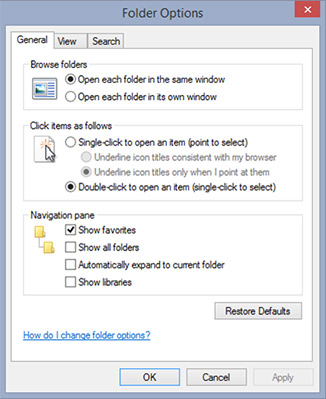 Folder Options
General View Search
Browse folders
Open each folder in the same window
Open each folder in its own window
Click items as follows
Single-click to open an item (point to select)
Underline icon titles consistent with my browser
Underline icon titles only when I point at them
Double-click to open an item (single-click to select)
Navigation pane
Show favorites
Show all folders
Automatically expand to current folder
Show libraries
Restore Defaults
How do I change folder options?
OK Cancel Apply